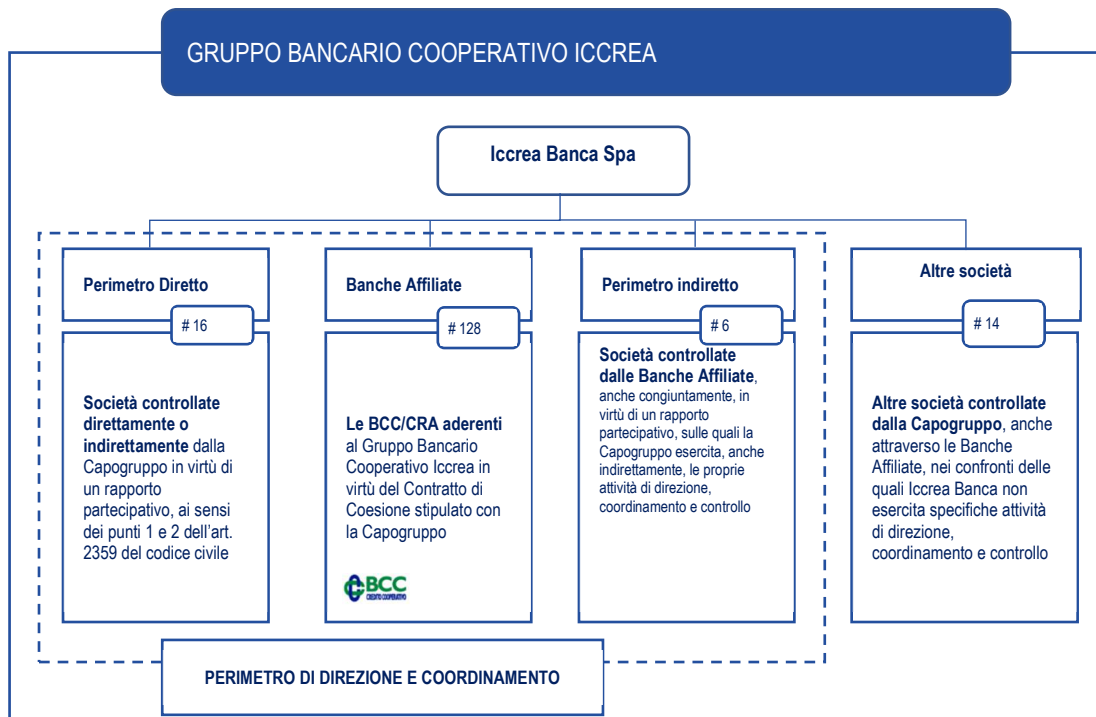 GRUPPO BANCARIO COOPERATIVO ICCREA
Iccrea Banca Spa
Perimetro Diretto
# 16
Società controllate
direttamente o
indirettamente dalla
Capogruppo in virtù di
un rapporto
partecipativo, ai sensi
dei punti 1 e 2 dell’art.
2359 del codice civile
Banche Affiliate
# 128
Le BCC/CRA aderenti
al Gruppo Bancario
Cooperativo Iccrea in
virtù del Contratto di
Coesione stipulato con
la Capogruppo
BCC
CREDITO COOPERATIVO
Perimetro indiretto
# 6
Società controllate
dalle Banche Affiliate,
anche congiuntamente, in
virtù di un rapporto
partecipativo, sulle quali la
Capogruppo esercita, anche
indirettamente, le proprie
attività di direzione,
coordinamento e controllo
Altre società
# 14
Altre società controllate
dalla Capogruppo, anche
attraverso le Banche
Affiliate, nei confronti delle
quali Iccrea Banca non
esercita specifiche attività
di direzione,
coordinamento e controllo
PERIMETRO DI DIREZIONE E COORDINAMENTO